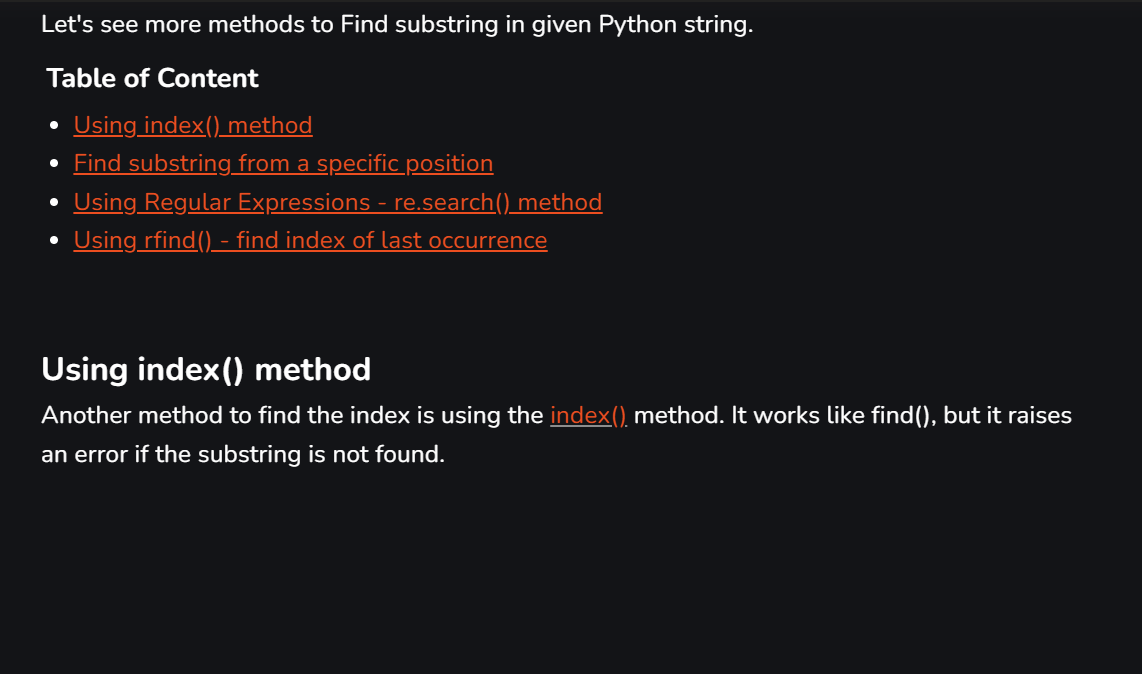 Let's see more methods to Find substring in given Python string.
Table of Content
Using index() method
Find substring from a specific position
Using Regular Expressions - re.search() method
Using rfind() - find index of last occurrence
Using index() method
Another method to find the index is using the index() method. It works like find(), but it raises
an error if the substring is not found.